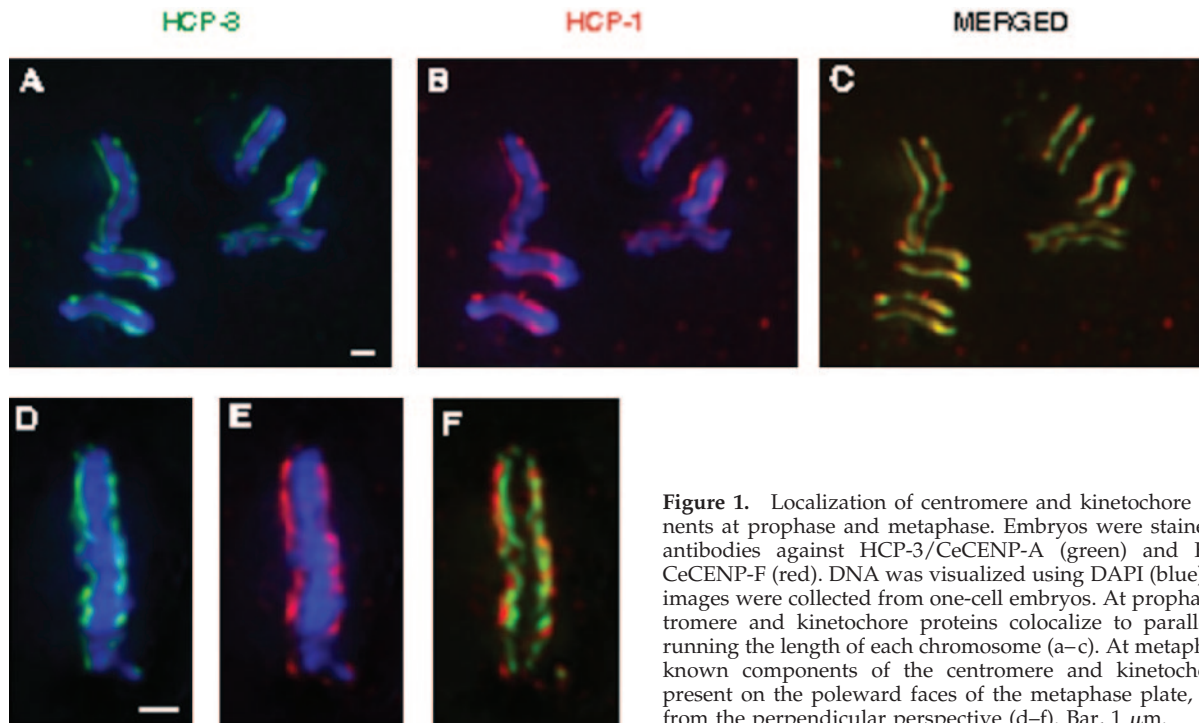 HCP-3 HCP-1 MERGED
A B C
D E F
Figure 1. Localization of centromere and kinetochore
nents at prophase and metaphase. Embryos were staine
antibodies against HCP-3/CeCENP-A (green) and
CeCENP-F (red). DNA was visualized using DAPI (blue)
images were collected from one-cell embryos. At propha
tromere and kinetochore proteins colocalize to parall
running the length of each chromosome (a–c). At metaph
known components of the centromere and kinetoch
present on the poleward faces of the metaphase plate,
from the perpendicular perspective (d–f). Bar, 1 μm.